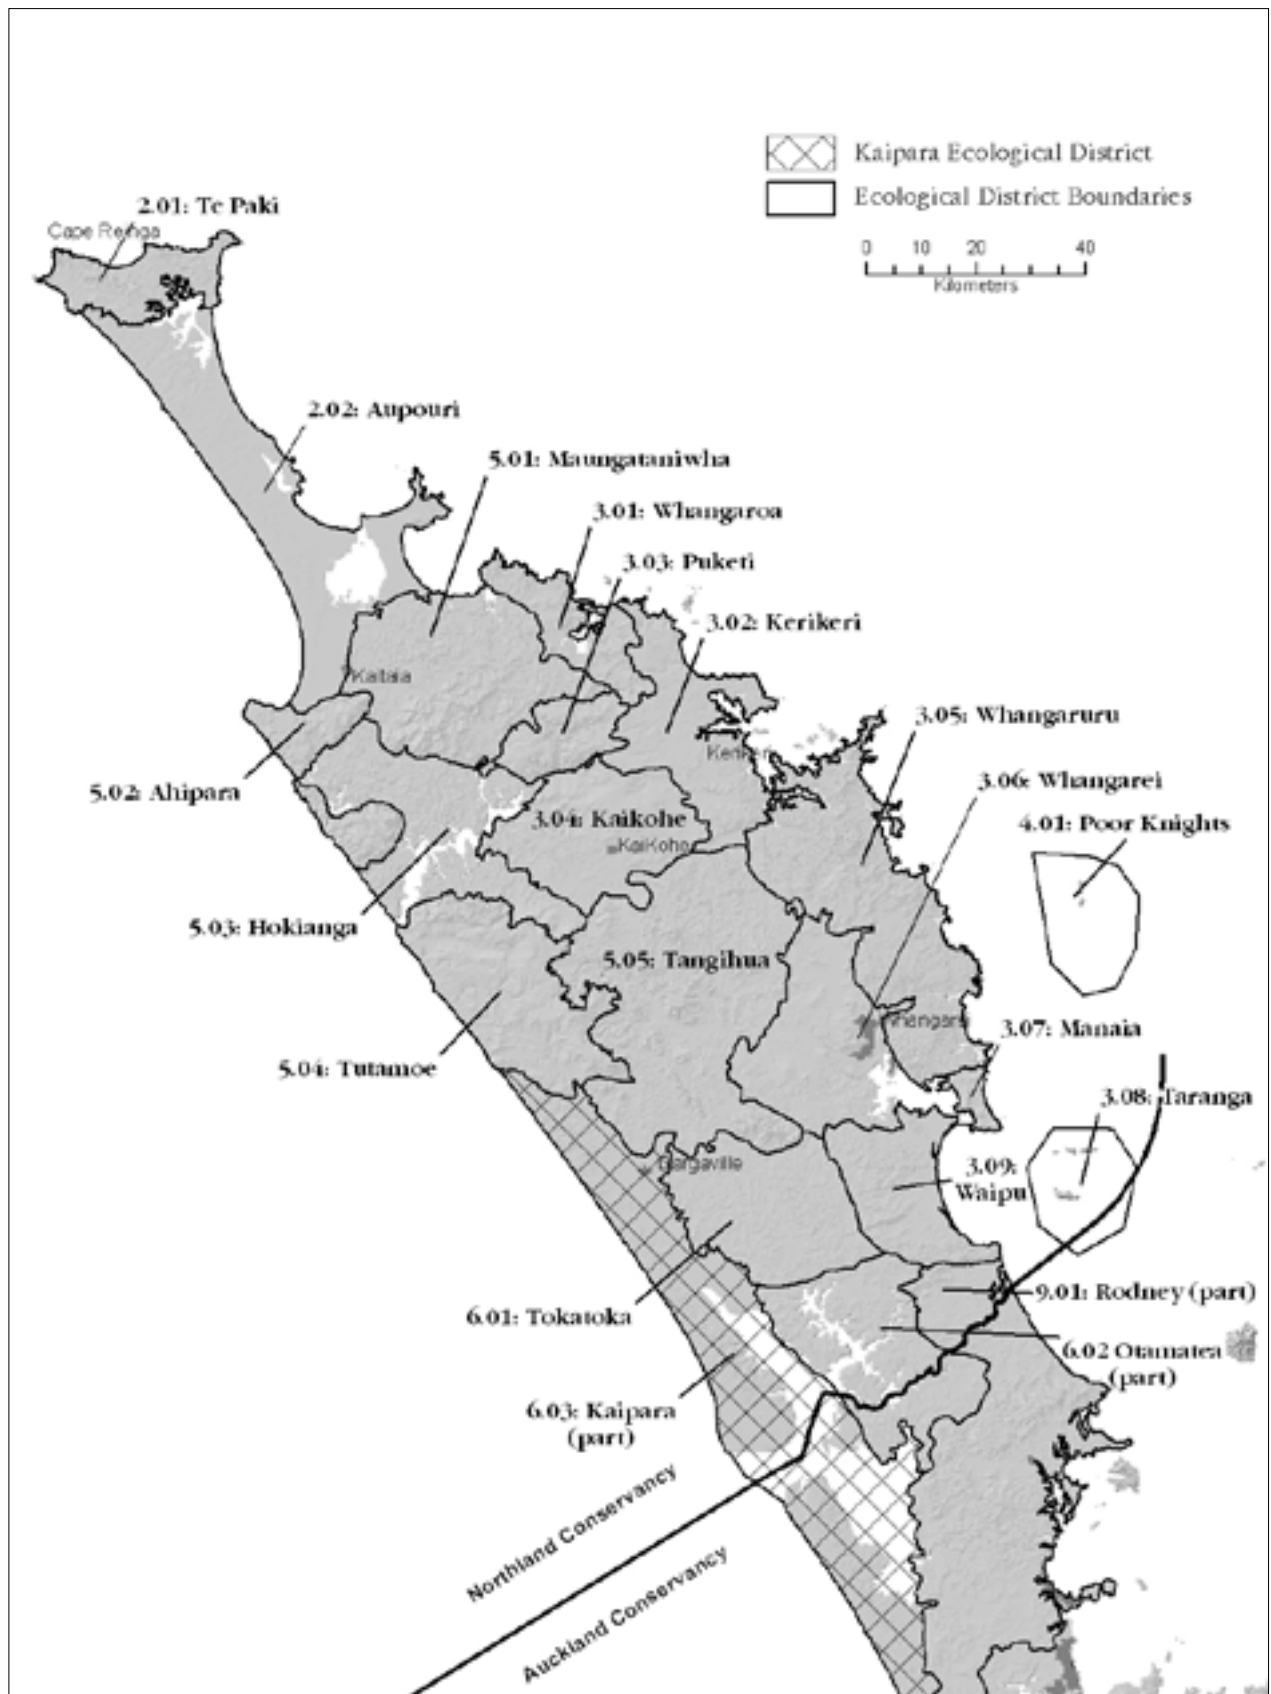 Kaipara Ecological District
Ecological District Boundaries
0 10 20 40
Kilometers
2.01: Te Paki
Cape Reinga
2.02: Aupouri
5.01: Maungataniwha
3.01: Whangaroa
3.03: Puketi
3.02: Kerikeri
Kaitaia
3.05: Whangaruru
Kerikeri
3.06: Whangarei
5.02: Ahipara
3.04: Kaikohe
4.01: Poor Knights
KaiKohe
5.03: Hokianga
5.05: Tangihua
Whangarei
3.07: Manaia
5.04: Tutamoe
3.08: Taranga
Dargaville
3.09:
Waipu
9.01: Rodney (part)
6.01: Tokatoka
6.02 Otamatea
(part)
6.03: Kaipara
(part)
Northland Conservancy
Auckland Conservancy